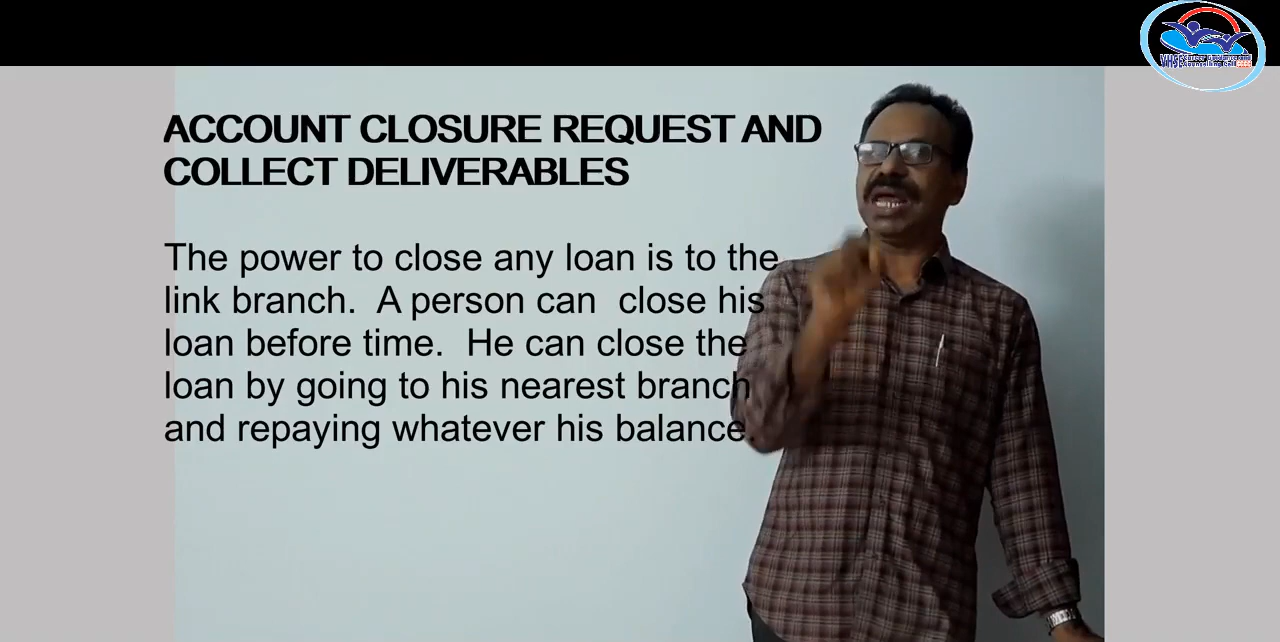 ACCOUNT CLOSURE REQUEST AND
COLLECT DELIVERABLES
The power to close any loan is to the
link branch. A person can close his
loan before time. He can close the
loan by going to his nearest branch
and repaying whatever his balance.